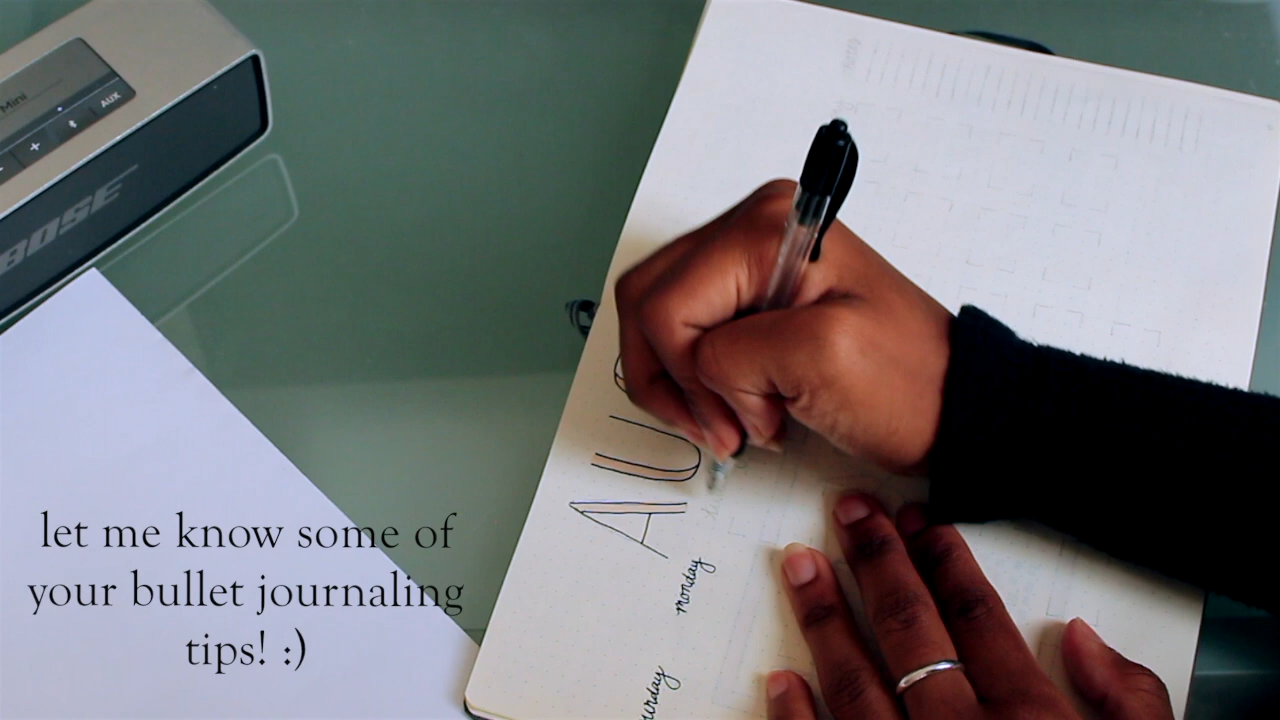 Mini
AUX
BOSE
let me know some of
your bullet journaling
tips! :)
AU
monday